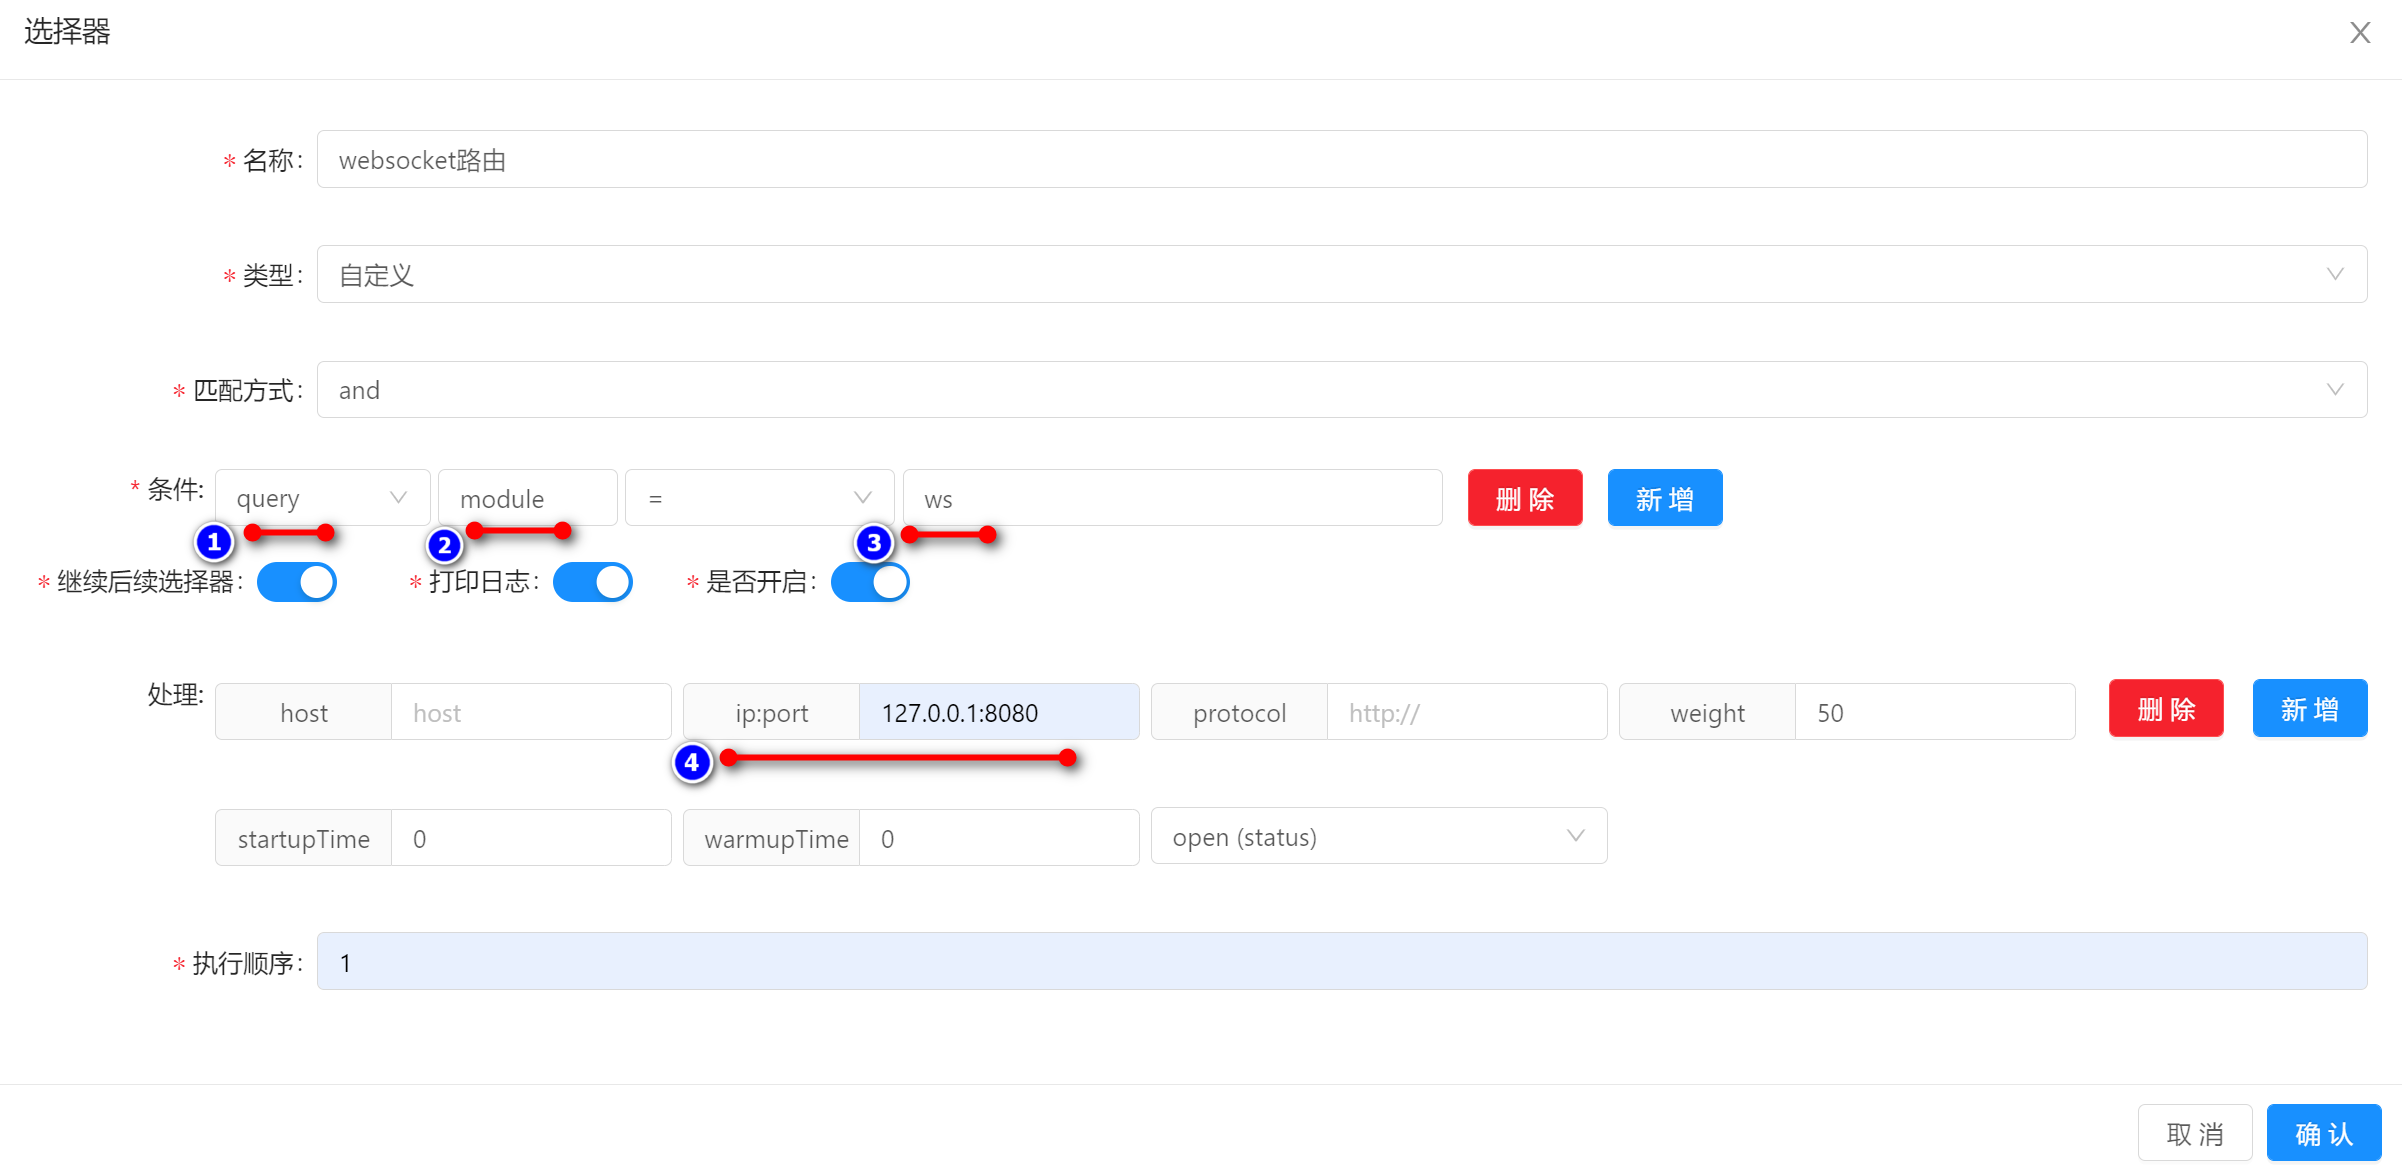 选择器
* 名称: websocket路由
* 类型: 自定义
* 匹配方式: and
* 条件: query module = ws 删 除 新 增
1 2 3
* 继续后续选择器: * 打印日志: * 是否开启:
处理: host host ip:port 127.0.0.1:8080 protocol http:// weight 50 删 除 新 增
4
startupTime 0 warmupTime 0 open (status)
* 执行顺序: 1
取 消 确 认